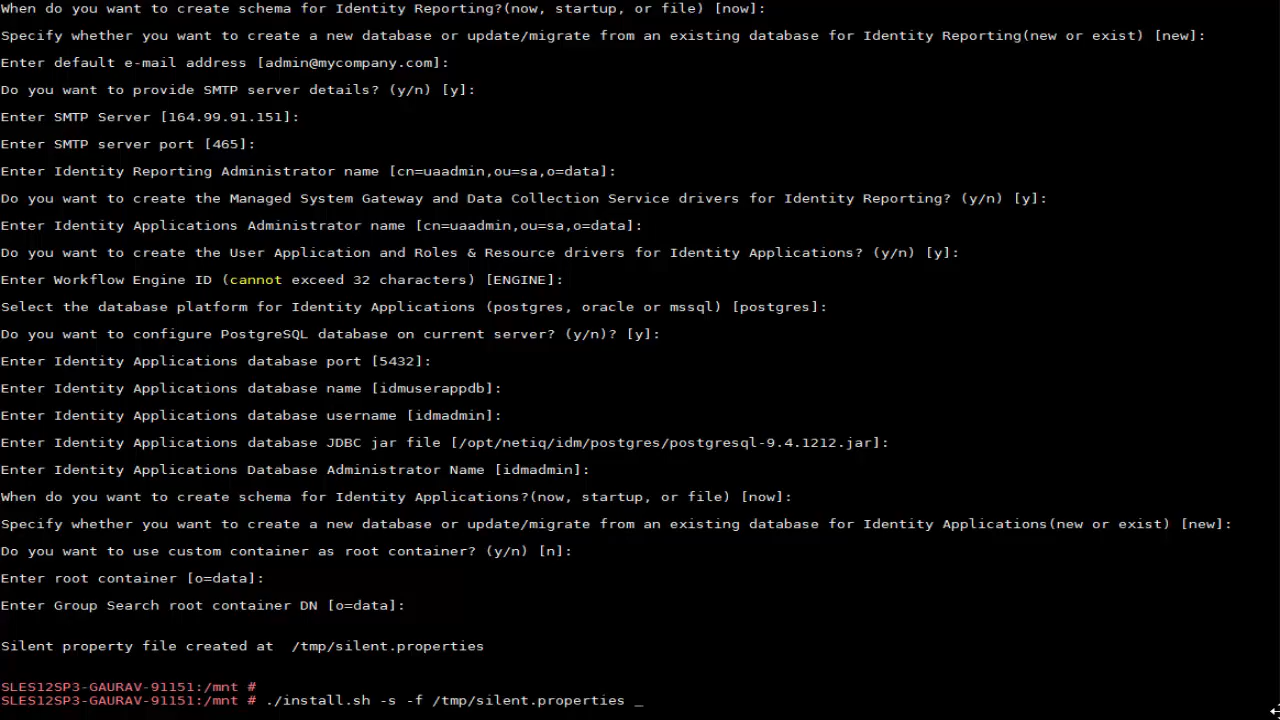 When do you want to create schema for Identity Reporting?(now, startup, or file) [now]:
Specify whether you want to create a new database or update/migrate from an existing database for Identity Reporting(new or exist) [new]:
Enter default e-mail address [admin@mycompany.com]:
Do you want to provide SMTP server details? (y/n) [y]:
Enter SMTP Server [164.99.91.151]:
Enter SMTP server port [465]:
Enter Identity Reporting Administrator name [cn=uaadmin,ou=sa,o=data]:
Do you want to create the Managed System Gateway and Data Collection Service drivers for Identity Reporting? (y/n) [y]:
Enter Identity Applications Administrator name [cn=uaadmin,ou=sa,o=data]:
Do you want to create the User Application and Roles & Resource drivers for Identity Applications? (y/n) [y]:
Enter Workflow Engine ID (cannot exceed 32 characters) [ENGINE]:
Select the database platform for Identity Applications (postgres, oracle or mssql) [postgres]:
Do you want to configure PostgreSQL database on current server? (y/n)? [y]:
Enter Identity Applications database port [5432]:
Enter Identity Applications database name [idmuserappdb]:
Enter Identity Applications database username [idmadmin]:
Enter Identity Applications database JDBC jar file [/opt/netiq/idm/postgres/postgresql-9.4.1212.jar]:
Enter Identity Applications Database Administrator Name [idmadmin]:
When do you want to create schema for Identity Applications?(now, startup, or file) [now]:
Specify whether you want to create a new database or update/migrate from an existing database for Identity Applications(new or exist) [new]:
Do you want to use custom container as root container? (y/n) [n]:
Enter root container [o=data]:
Enter Group Search root container DN [o=data]:
Silent property file created at  /tmp/silent.properties
SLES12SP3-GAURAV-91151:/mnt #
SLES12SP3-GAURAV-91151:/mnt # ./install.sh -s -f /tmp/silent.properties _